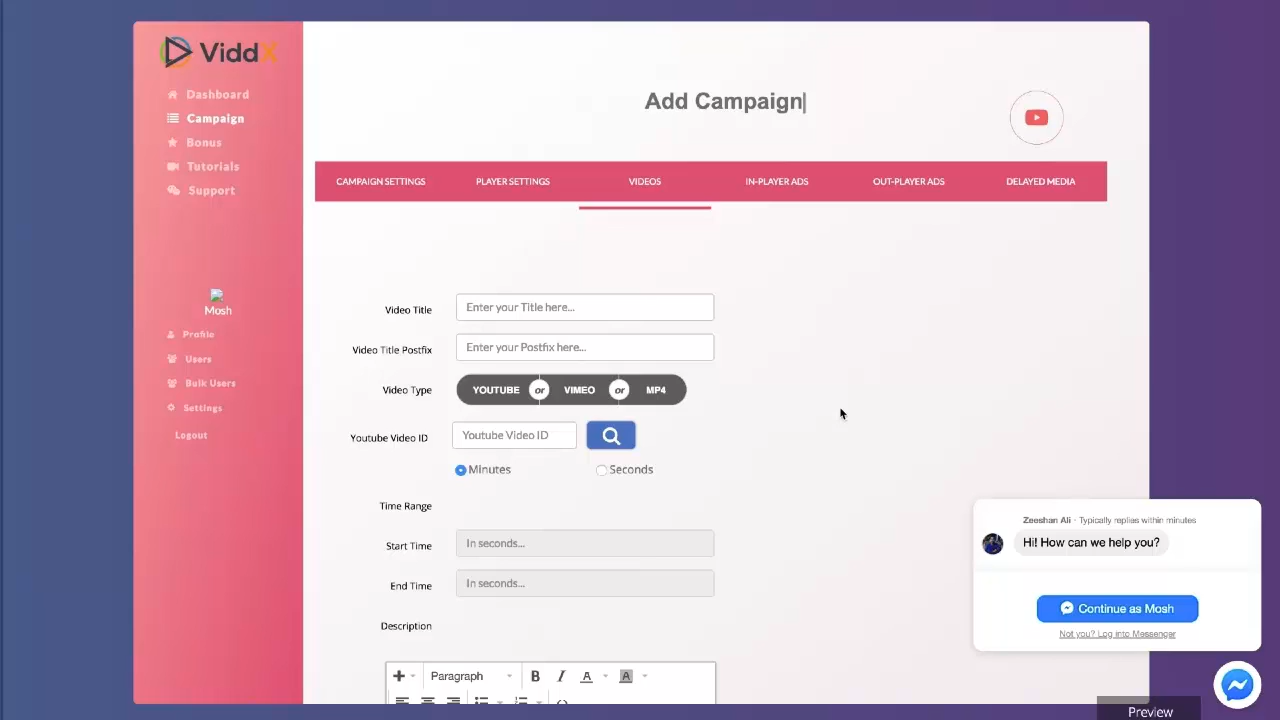 ViddX
Dashboard
Campaign
Bonus
Tutorials
Support
Mosh
Profile
Users
Bulk Users
Settings
Logout
Add Campaign
CAMPAIGN SETTINGS PLAYER SETTINGS VIDEOS IN-PLAYER ADS OUT-PLAYER ADS DELAYED MEDIA
Video Title Enter your Title here...
Video Title Postfix Enter your Postfix here...
Video Type YOUTUBE or VIMEO or MP4
Youtube Video ID Youtube Video ID
Minutes Seconds
Time Range
Start Time In seconds...
End Time In seconds...
Description
Paragraph B I A A
Zeeshan Ali - Typically replies within minutes
Hi! How can we help you?
Continue as Mosh
Not you? Log into Messenger
Preview